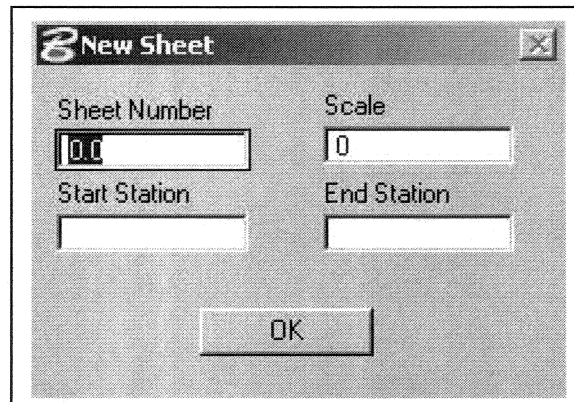 New Sheet
Sheet Number Scale
0.0 0
Start Station End Station
OK